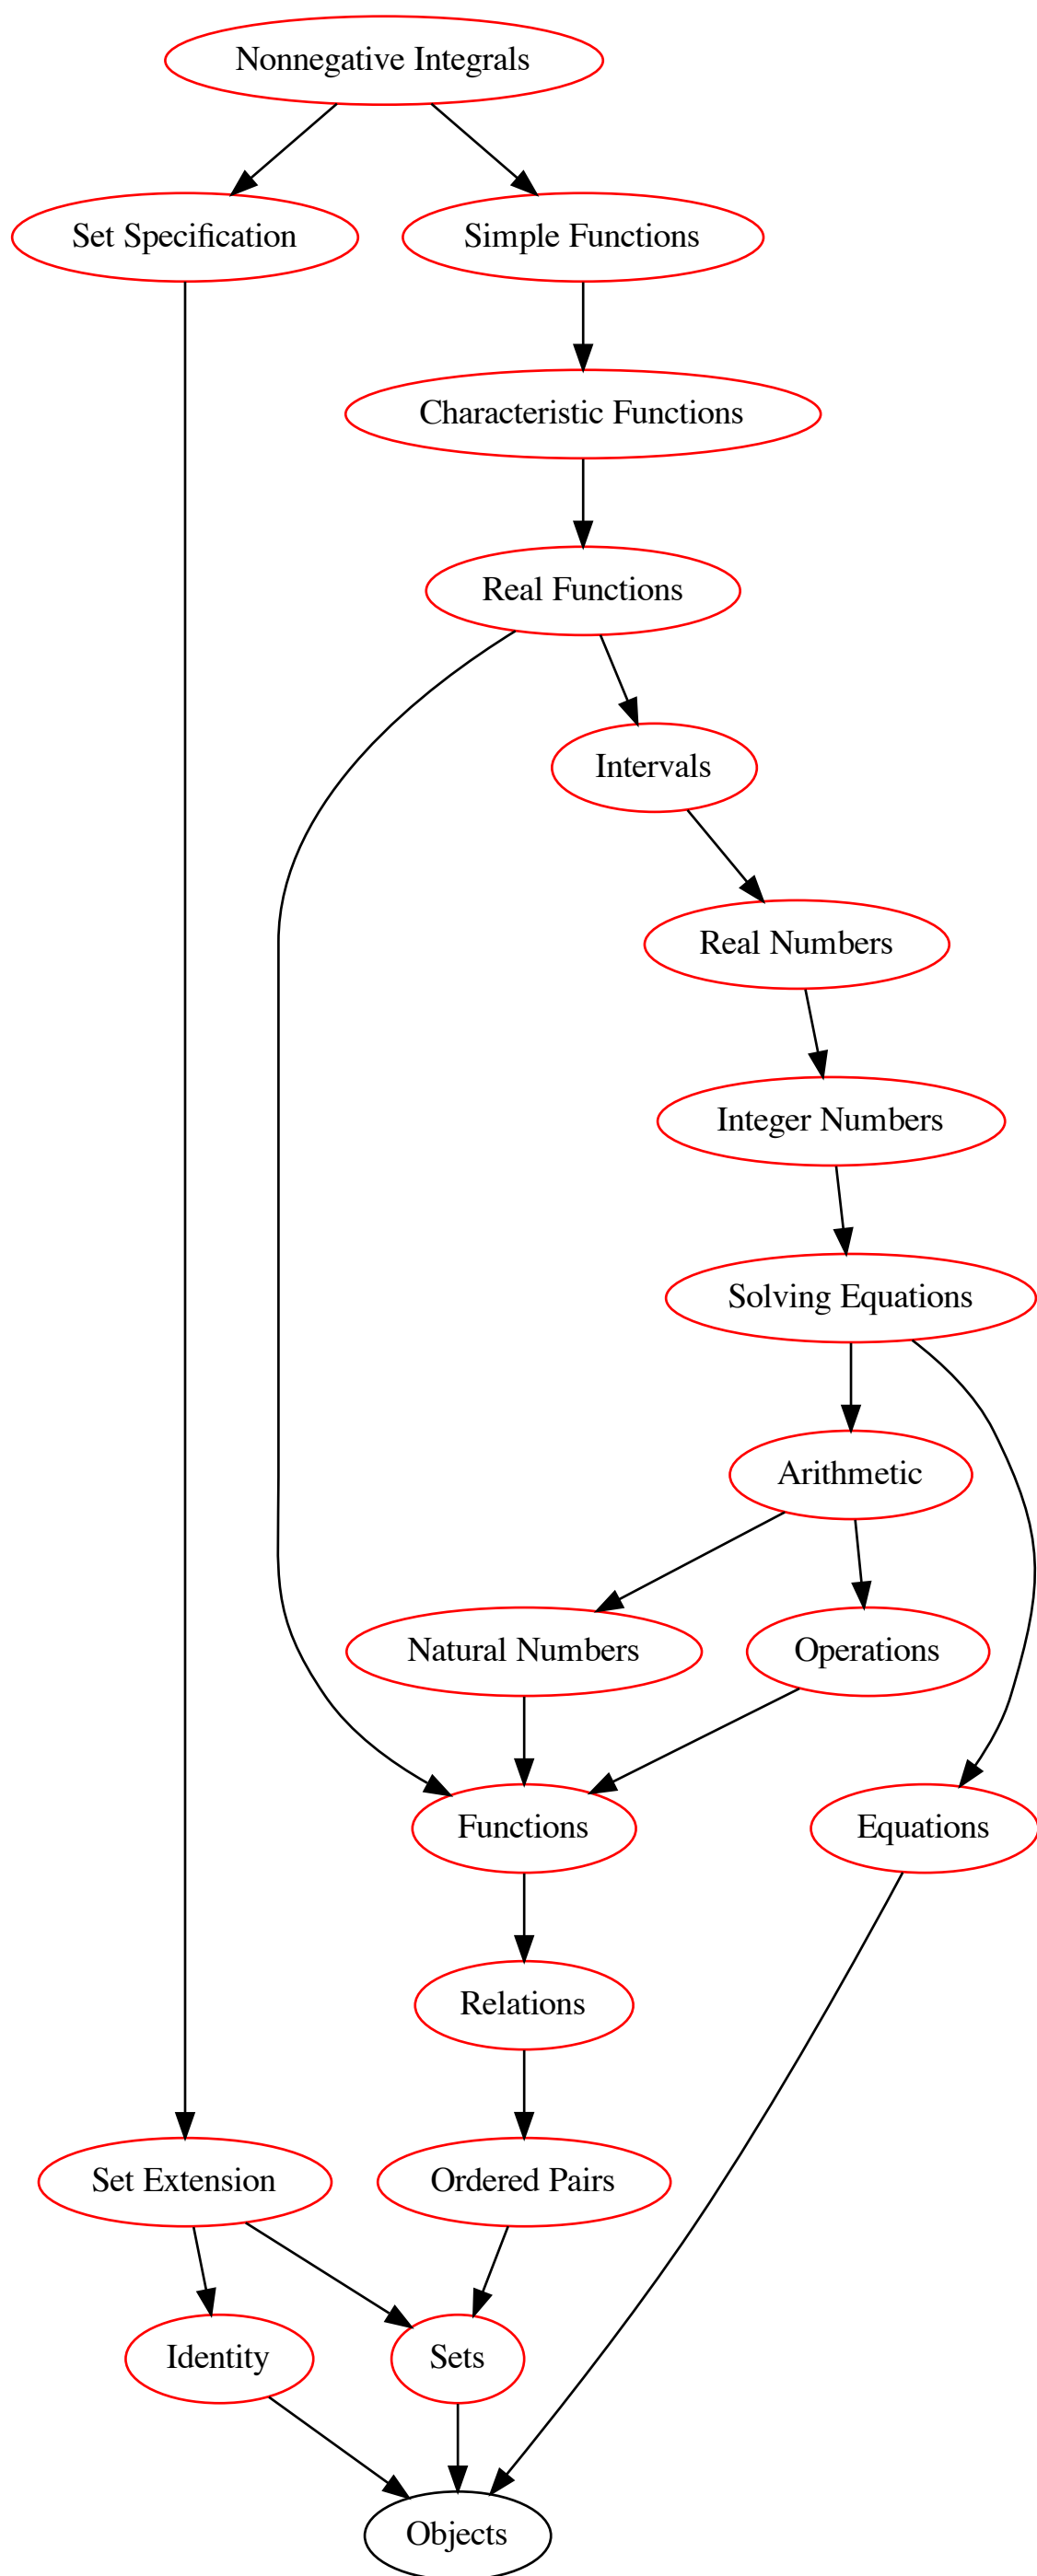 Nonnegative Integrals
Set Specification
Simple Functions
Characteristic Functions
Real Functions
Intervals
Real Numbers
Integer Numbers
Solving Equations
Arithmetic
Natural Numbers
Operations
Functions
Equations
Relations
Set Extension
Ordered Pairs
Identity
Sets
Objects